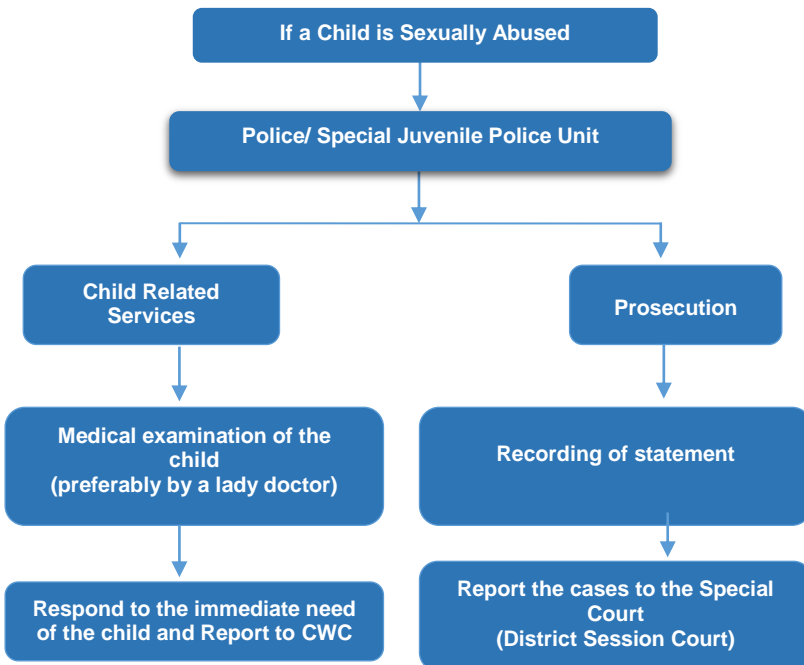 If a Child is Sexually Abused
Police/ Special Juvenile Police Unit
Child Related
Services
Prosecution
Medical examination of the
child
(preferably by a lady doctor)
Recording of statement
Respond to the immediate need
of the child and Report to CWC
Report the cases to the Special
Court
(District Session Court)